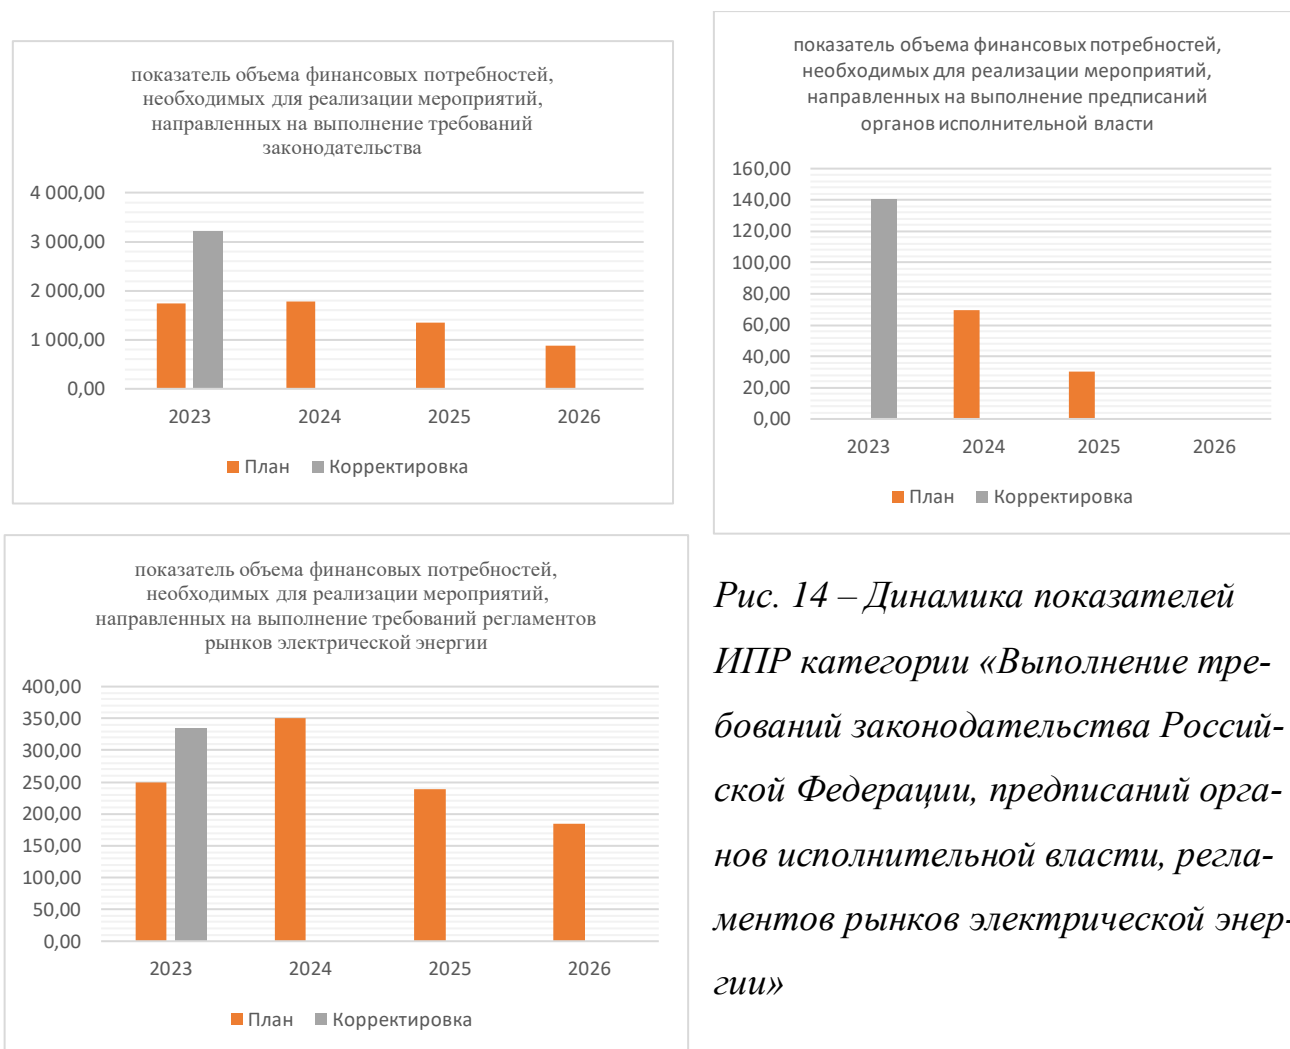 показатель объема финансовых потребностей,
необходимых для реализации мероприятий,
направленных на выполнение требований
законодательства
4 000,00
3 000,00
2 000,00
1 000,00
0,00
2023
2024
2025
2026
План
Корректировка
показатель объема финансовых потребностей,
необходимых для реализации мероприятий,
направленных на выполнение предписаний
органов исполнительной власти
160,00
140,00
120,00
100,00
80,00
60,00
40,00
20,00
0,00
2023
2024
2025
2026
План
Корректировка
показатель объема финансовых потребностей,
необходимых для реализации мероприятий,
направленных на выполнение требований регламентов
рынков электрической энергии
400,00
350,00
300,00
250,00
200,00
150,00
100,00
50,00
0,00
2023
2024
2025
2026
План
Корректировка
Рис. 14 – Динамика показателей
ИПР категории «Выполнение тре-
бований законодательства Россий-
ской Федерации, предписаний орга-
нов исполнительной власти, регла-
ментов рынков электрической энер-
гии»